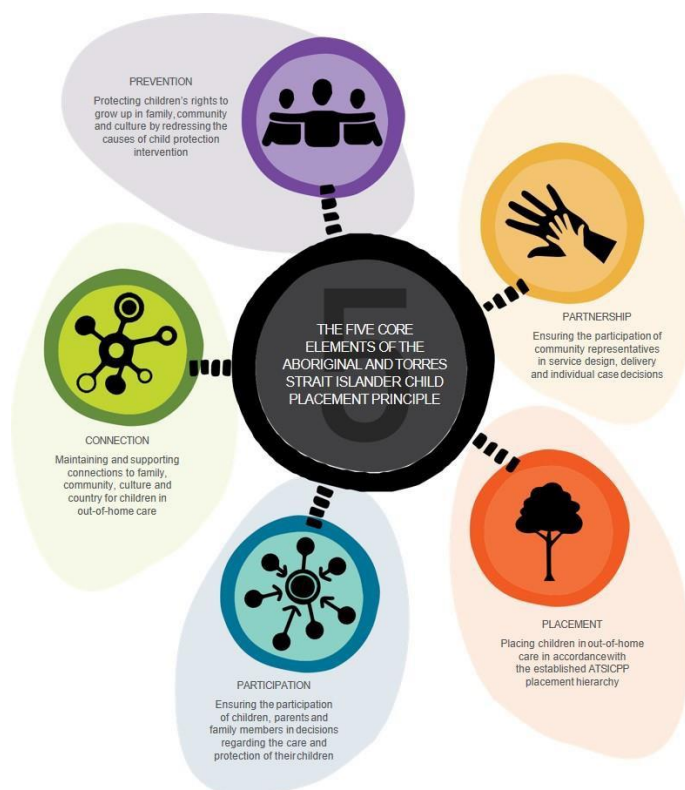 PREVENTION
Protecting children's rights to
grow up in family, community
and culture by redressing the
causes of child protection
intervention
PARTNERSHIP
Ensuring the participation of
community representatives
in service design, delivery
and individual case decisions
5
THE FIVE CORE
ELEMENTS OF THE
ABORIGINAL AND TORRES
STRAIT ISLANDER CHILD
PLACEMENT PRINCIPLE
CONNECTION
Maintaining and supporting
connections to family,
community, culture and
country for children in
out-of-home care
PLACEMENT
Placing children in out-of-home
care in accordance with
the established ATSICPP
placement hierarchy
PARTICIPATION
Ensuring the participation
of children, parents and
family members in decisions
regarding the care and
protection of their children